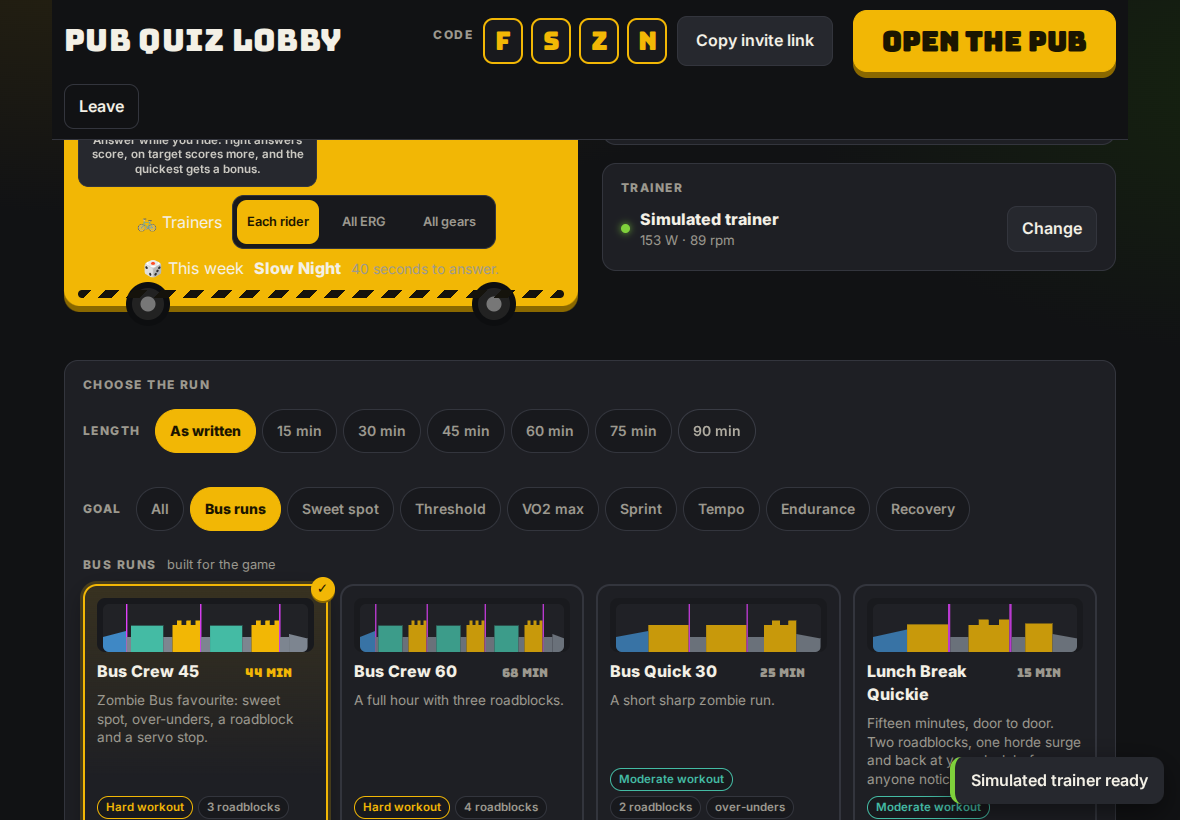 PUB QUIZ LOBBY
CODE F S Z N
Copy invite link
OPEN THE PUB
Leave
Answer while you ride: right answers
score, on target scores more, and the
quickest gets a bonus.
Trainers Each rider All ERG All gears
This week Slow Night 40 seconds to answer.
TRAINER
Simulated trainer
153 W · 89 rpm
Change
CHOOSE THE RUN
LENGTH As written 15 min 30 min 45 min 60 min 75 min 90 min
GOAL All Bus runs Sweet spot Threshold VO2 max Sprint Tempo Endurance Recovery
BUS RUNS built for the game
Bus Crew 45 44 MIN
Zombie Bus favourite: sweet
spot, over-unders, a roadblock
and a servo stop.
Hard workout 3 roadblocks
Bus Crew 60 68 MIN
A full hour with three roadblocks.
Hard workout 4 roadblocks
Bus Quick 30 25 MIN
A short sharp zombie run.
Moderate workout
2 roadblocks over-unders
Lunch Break
Quickie
15 MIN
Fifteen minutes, door to door.
Two roadblocks, one horde surge
and back at
anyone
Moderate workout
Simulated trainer ready